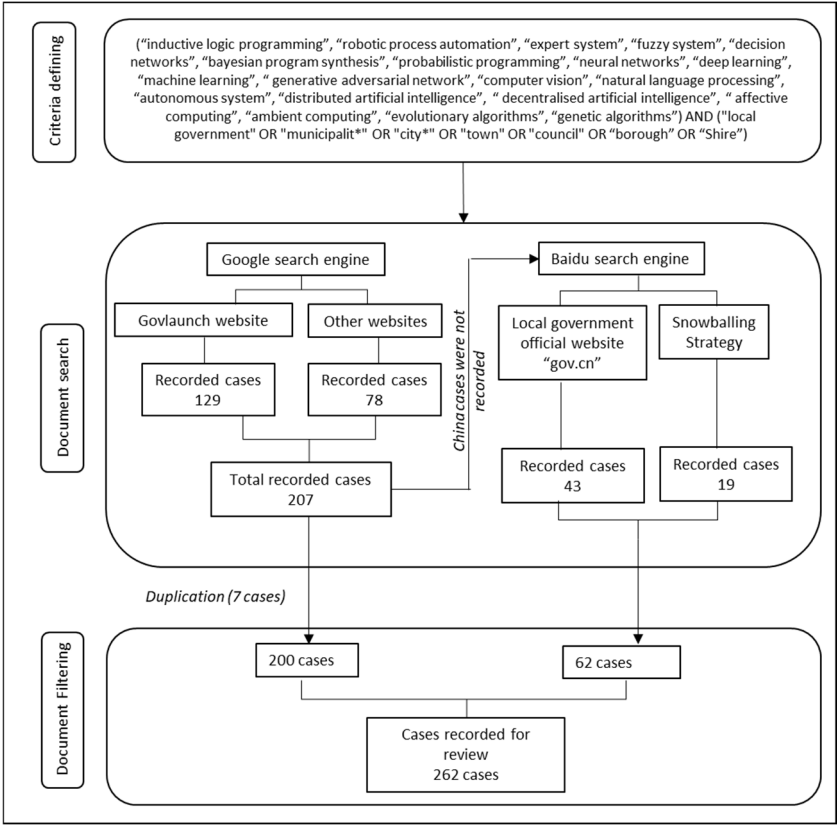 Criteria defining
(“inductive logic programming”, “robotic process automation”, “expert system”, “fuzzy system”, “decision
networks”, “bayesian program synthesis”, “probabilistic programming”, “neural networks”, “deep learning”,
“machine learning”, “ generative adversarial network”, “computer vision”, “natural language processing”,
“autonomous system”, “distributed artificial intelligence”, “ decentralised artificial intelligence”, “ affective
computing”, “ambient computing”, “evolutionary algorithms”, “genetic algorithms”) AND ("local
government" OR "municipalit*" OR "city*" OR "town" OR "council" OR “borough” OR “Shire”)
Document search
Google search engine
Govlaunch website
Other websites
Recorded cases
129
Recorded cases
78
Total recorded cases
207
China cases were not
recorded
Baidu search engine
Local government
official website
“gov.cn”
Snowballing
Strategy
Recorded cases
43
Recorded cases
19
Duplication (7 cases)
Document Filtering
200 cases
62 cases
Cases recorded for
review
262 cases